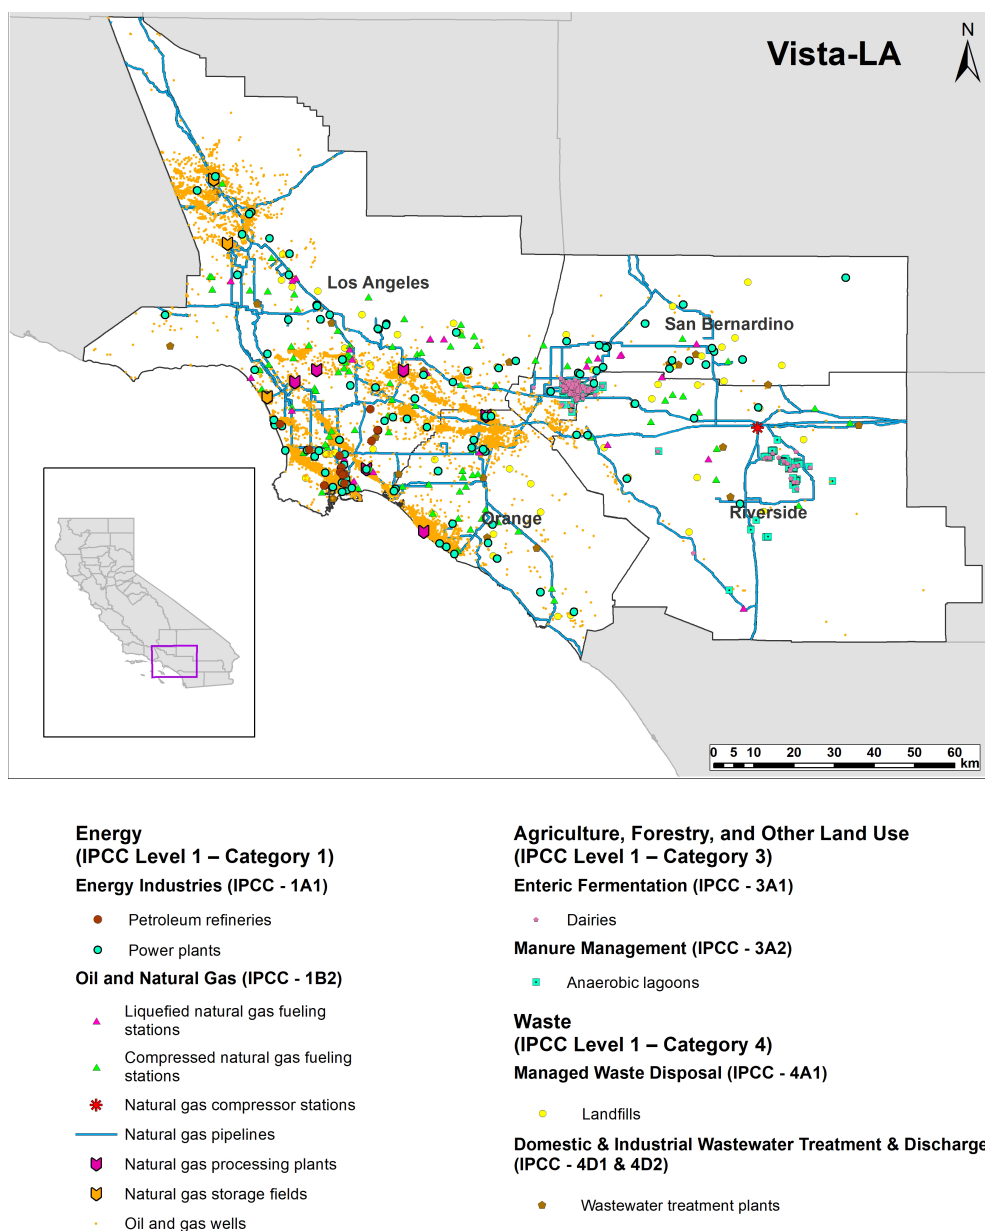 Vista-LA
N
Los Angeles
San Bernardino
Orange
Riverside
0 5 10 20 30 40 50 60
km
Energy
(IPCC Level 1 – Category 1)
Energy Industries (IPCC - 1A1)
Petroleum refineries
Power plants
Oil and Natural Gas (IPCC - 1B2)
Liquefied natural gas fueling
stations
Compressed natural gas fueling
stations
Natural gas compressor stations
Natural gas pipelines
Natural gas processing plants
Natural gas storage fields
Oil and gas wells
Agriculture, Forestry, and Other Land Use
(IPCC Level 1 – Category 3)
Enteric Fermentation (IPCC - 3A1)
Dairies
Manure Management (IPCC - 3A2)
Anaerobic lagoons
Waste
(IPCC Level 1 – Category 4)
Managed Waste Disposal (IPCC - 4A1)
Landfills
Domestic & Industrial Wastewater Treatment & Discharge
(IPCC - 4D1 & 4D2)
Wastewater treatment plants